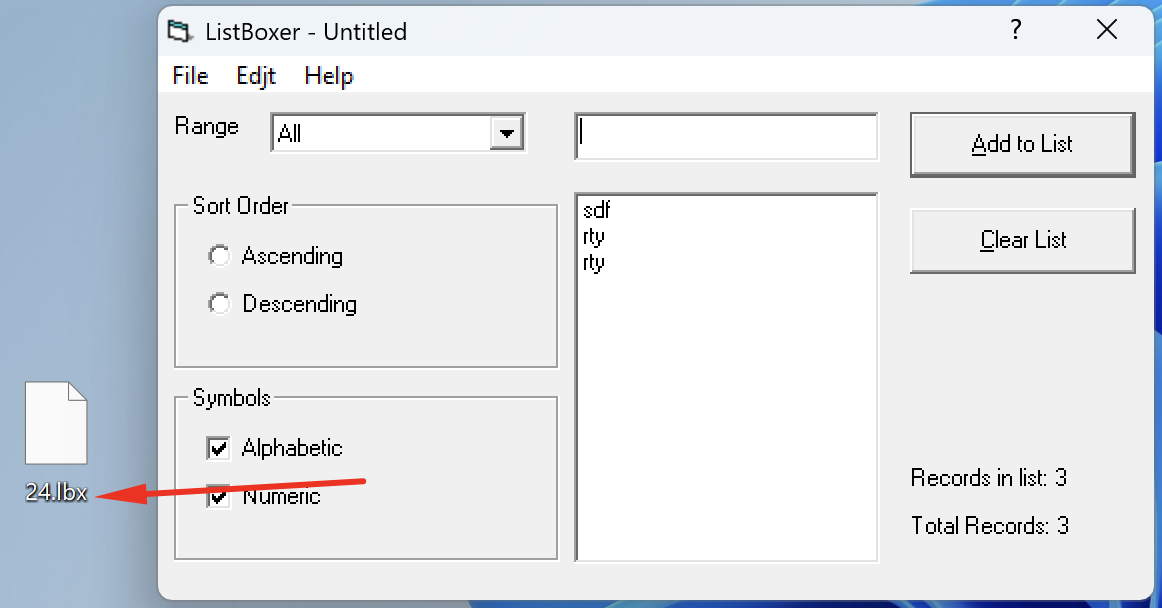 ListBoxer - Untitled
?
File Edjt Help
Range
All
Add to List
Sort Order
sdf
rty
rty
Clear List
Ascending
Descending
Symbols
Alphabetic
Numeric
24.lbx
Records in list: 3
Total Records: 3